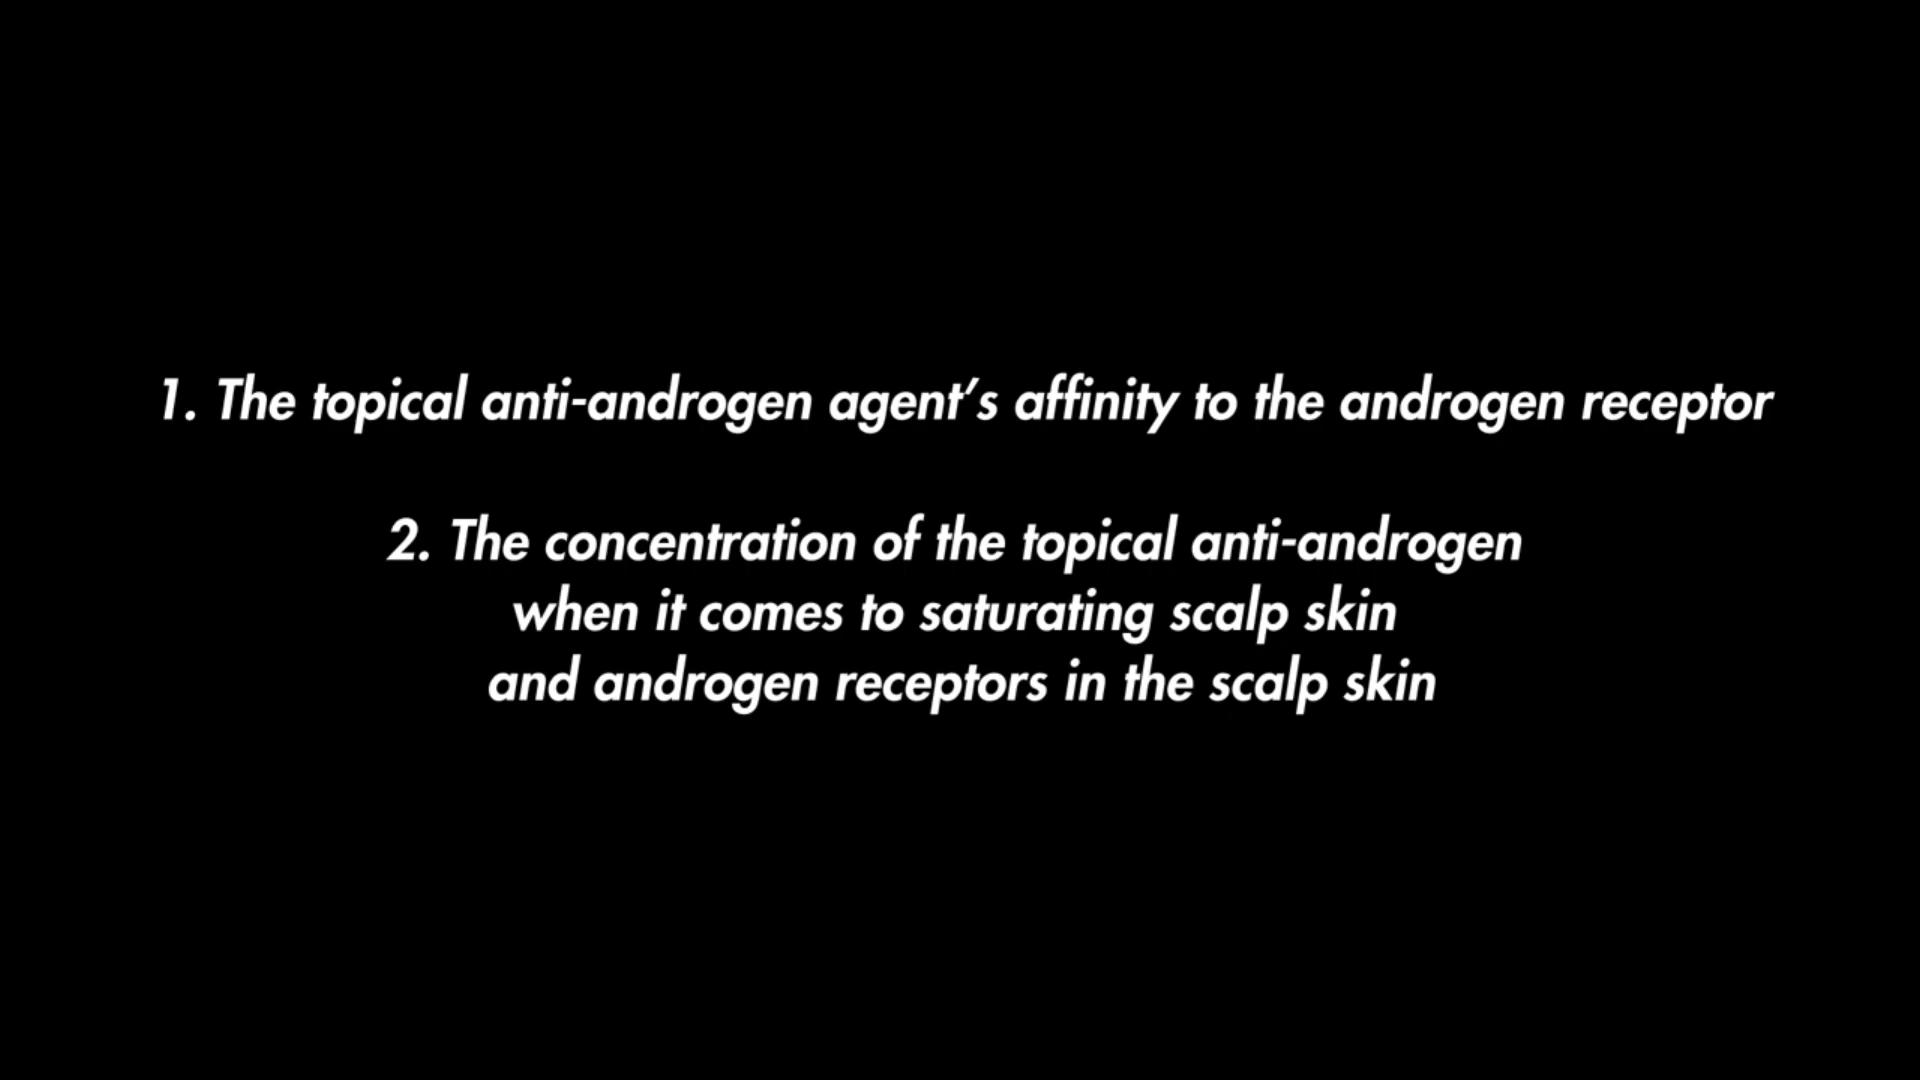 1. The topical anti-androgen agent’s affinity to the androgen receptor
2. The concentration of the topical anti-androgen
when it comes to saturating scalp skin
and androgen receptors in the scalp skin